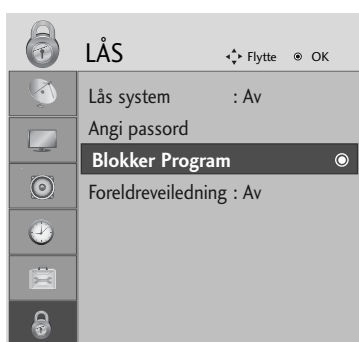 LÅS Flytte OK
Lås system : Av
Angi passord
Blokker Program
Foreldreveiledning : Av